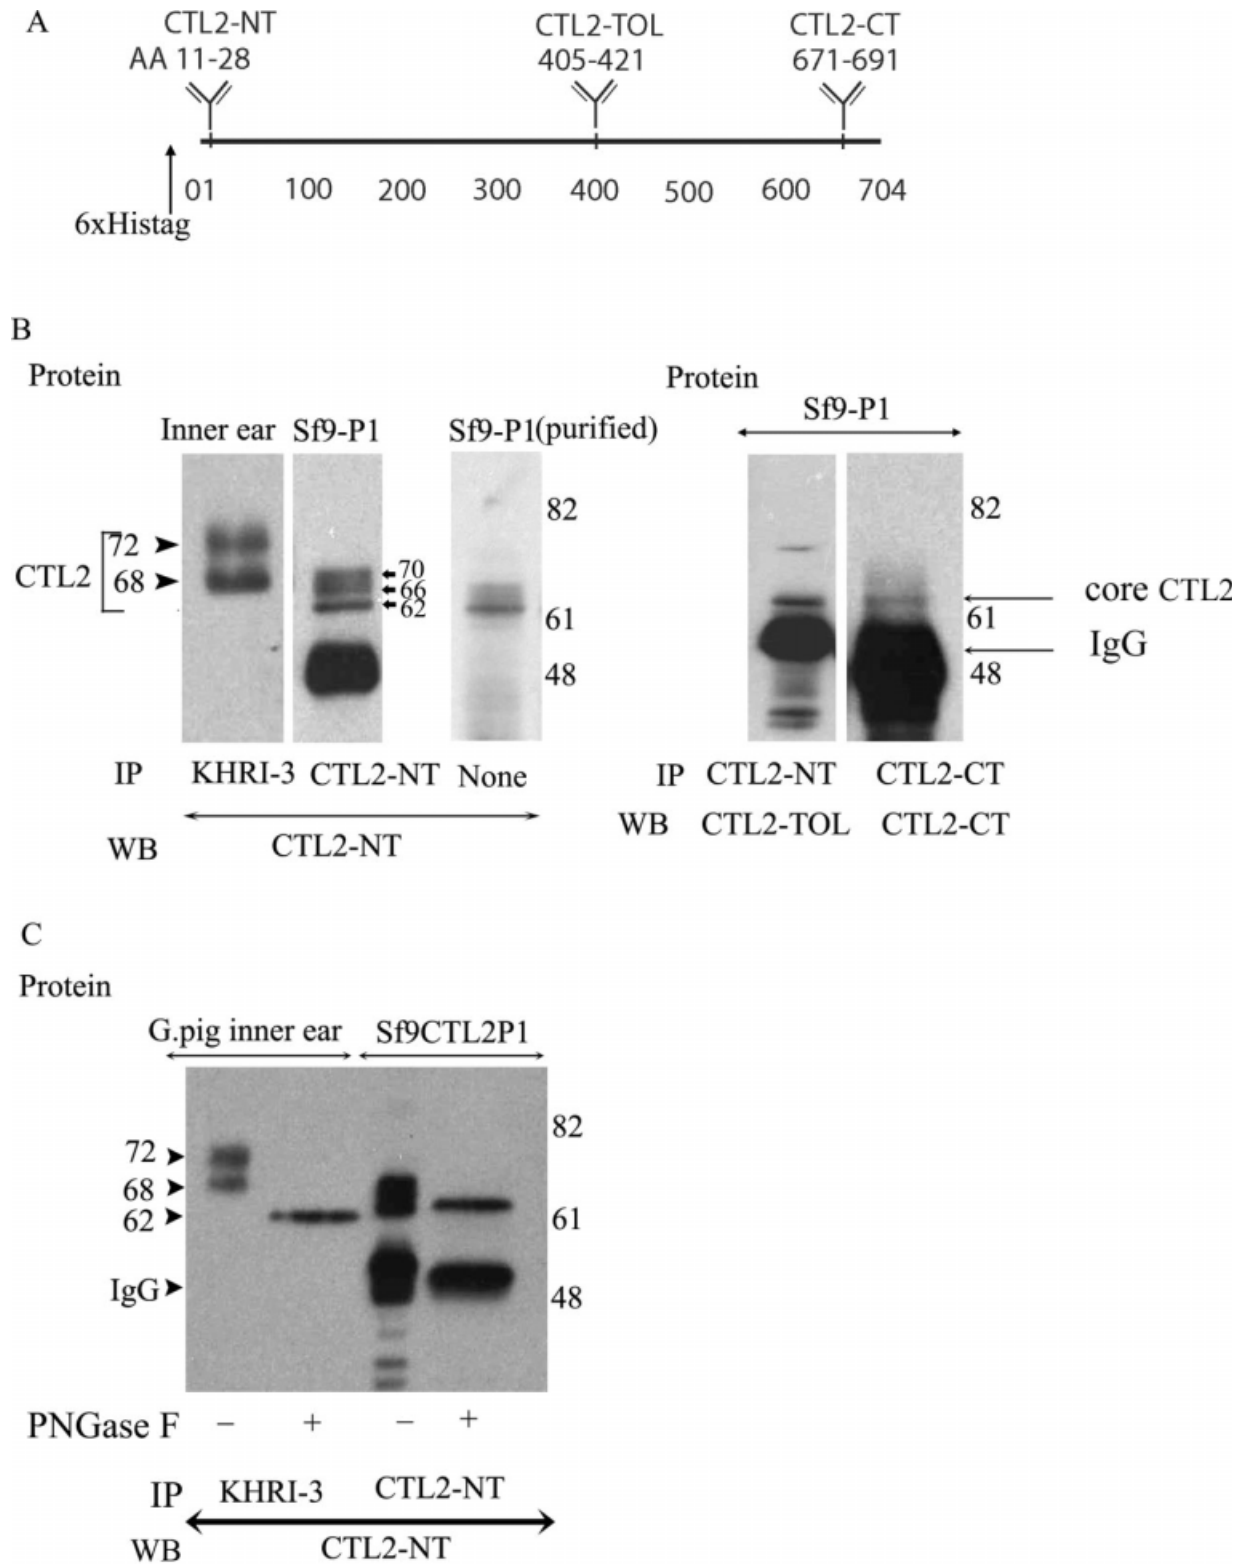 A
CTL2-NT CTL2-TOL CTL2-CT
AA 11-28 405-421 671-691
01 100 200 300 400 500 600 704
6xHistag
B
Protein Protein
Sf9-P1
Inner ear Sf9-P1 Sf9-P1(purified)
82 82
72
CTL2 68 70
66
62
core CTL2
61 61
IgG
48 48
IP KHRI-3 CTL2-NT None IP CTL2-NT CTL2-CT
WB CTL2-NT WB CTL2-TOL CTL2-CT
C
Protein
G.pig inner ear Sf9CTL2P1
82
72
68
62 61
IgG 48
PNGase F − + − +
IP KHRI-3 CTL2-NT
WB CTL2-NT